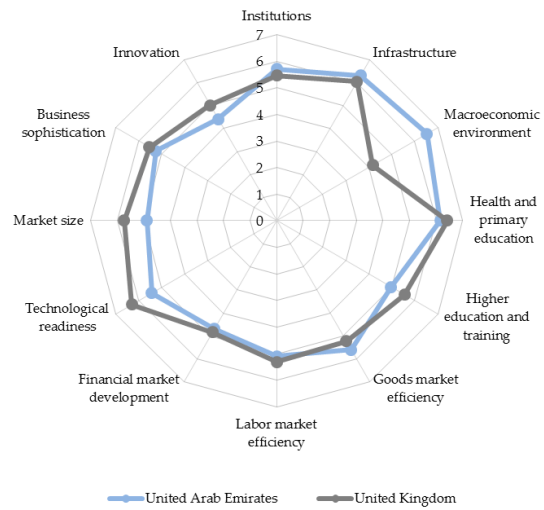 Institutions
Infrastructure
Macroeconomic
environment
Health and
primary
education
Higher
education and
training
Goods market
efficiency
Labor market
efficiency
Financial market
development
Technological
readiness
Market size
Business
sophistication
Innovation
7
6
5
4
3
2
1
0
United Arab Emirates
United Kingdom